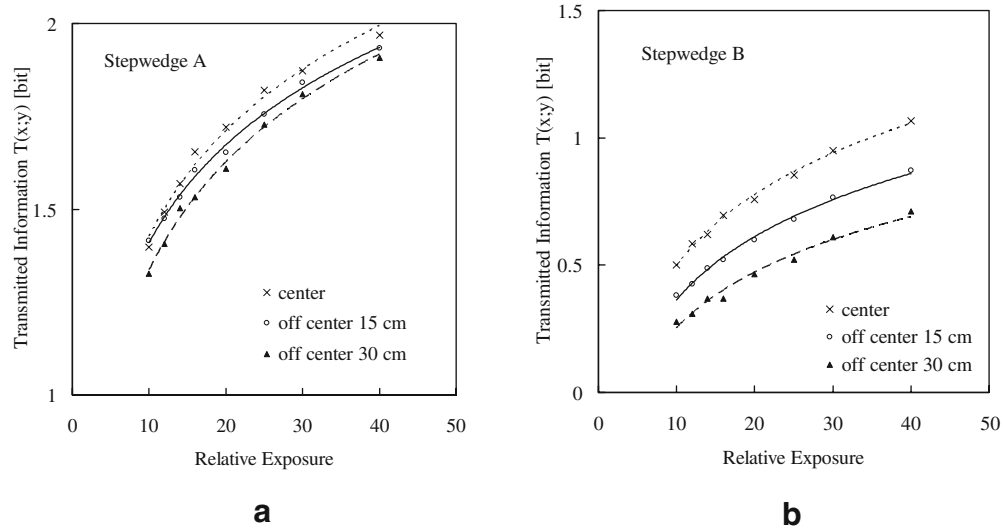 Transmitted Information T(x;y) [bit]
2
1.5
1
Stepwedge A
center
off center 15 cm
off center 30 cm
0 10 20 30 40 50
Relative Exposure
a
Transmitted Information T(x;y) [bit]
1.5
1
0.5
0
Stepwedge B
center
off center 15 cm
off center 30 cm
0 10 20 30 40 50
Relative Exposure
b